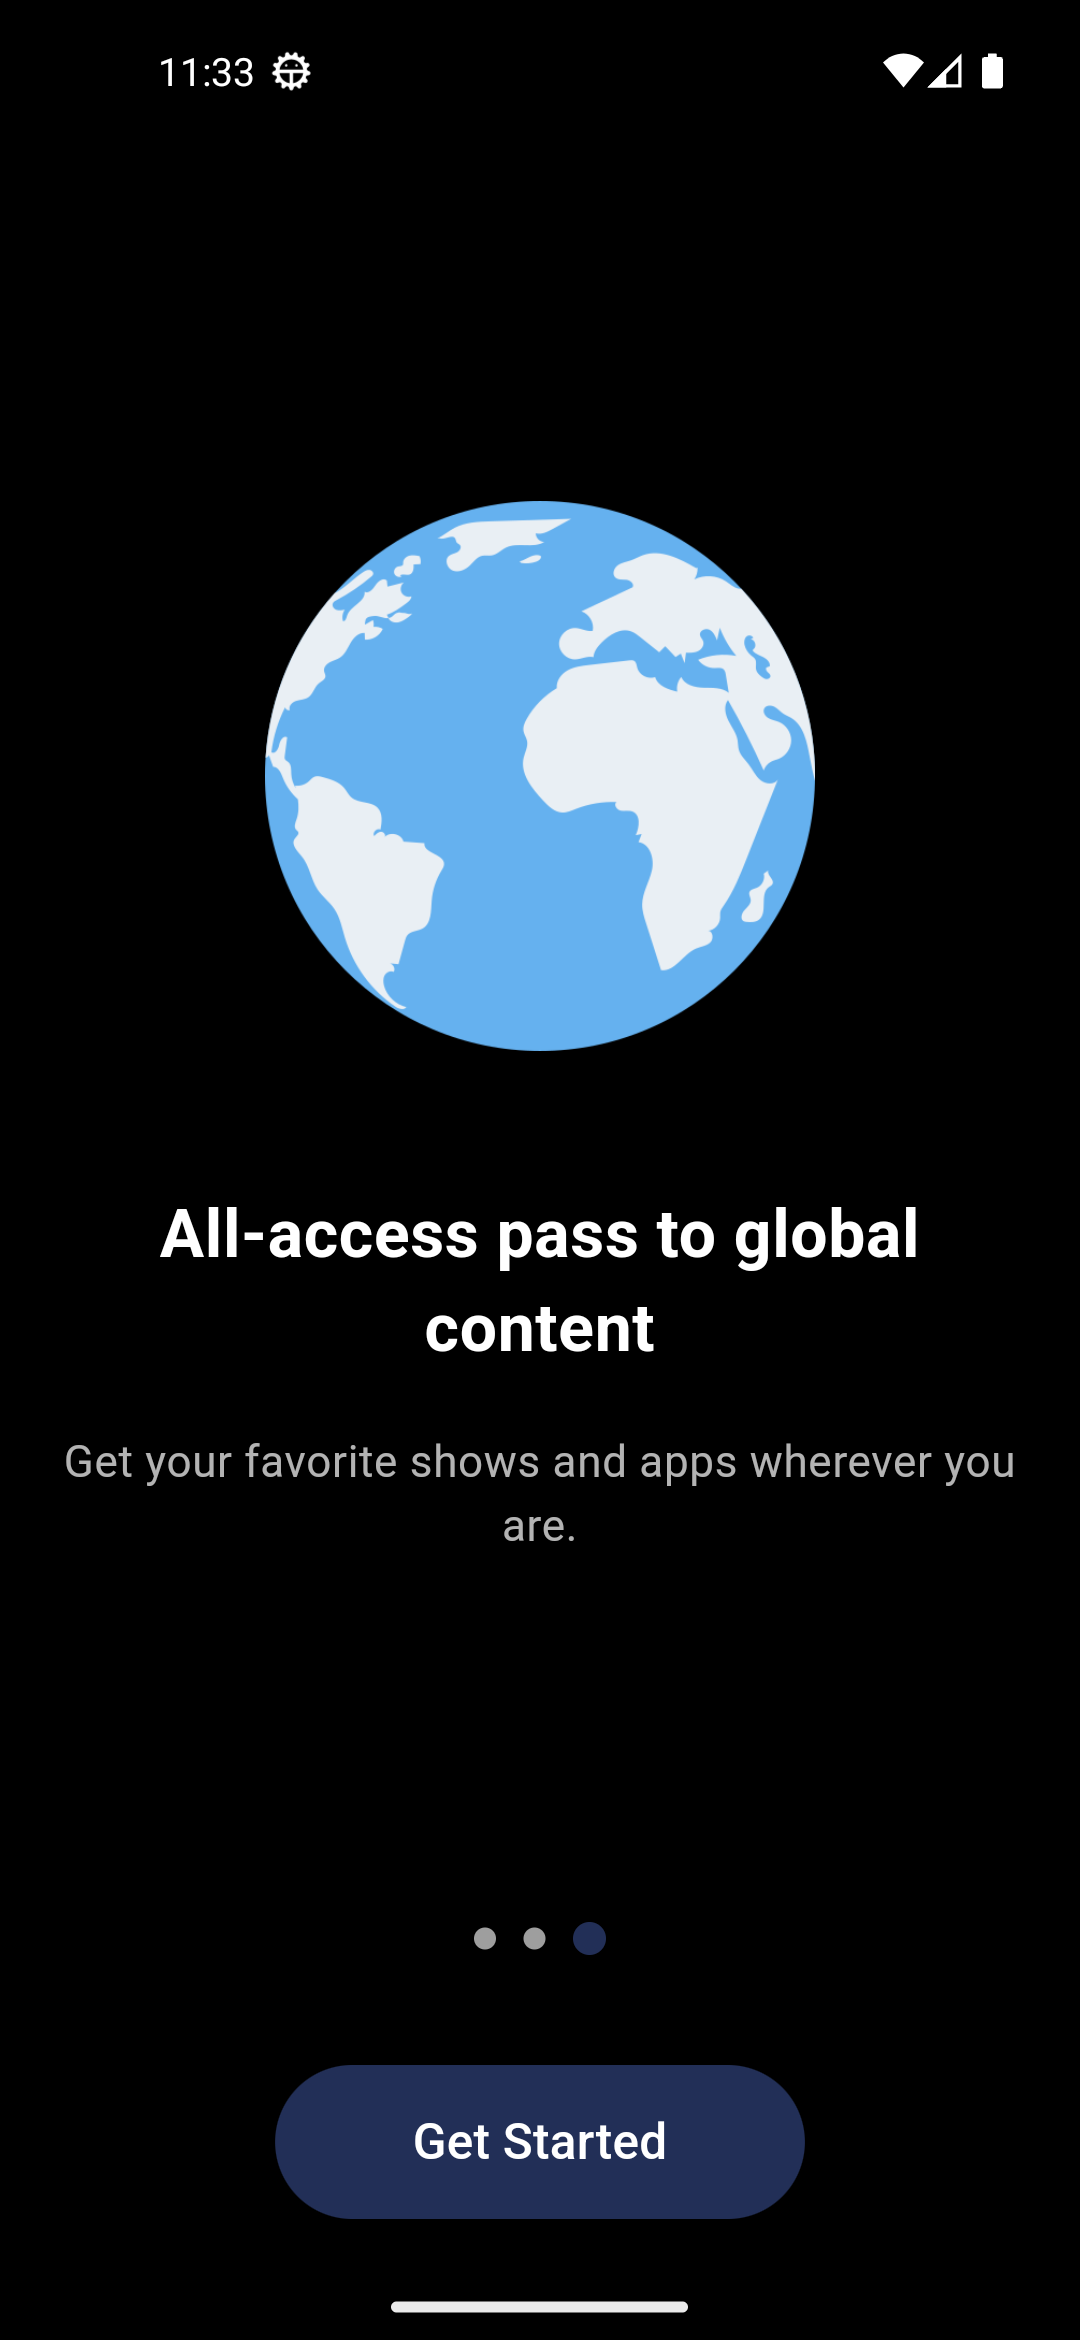 11:33
All-access pass to global
content
Get your favorite shows and apps wherever you
are.
Get Started